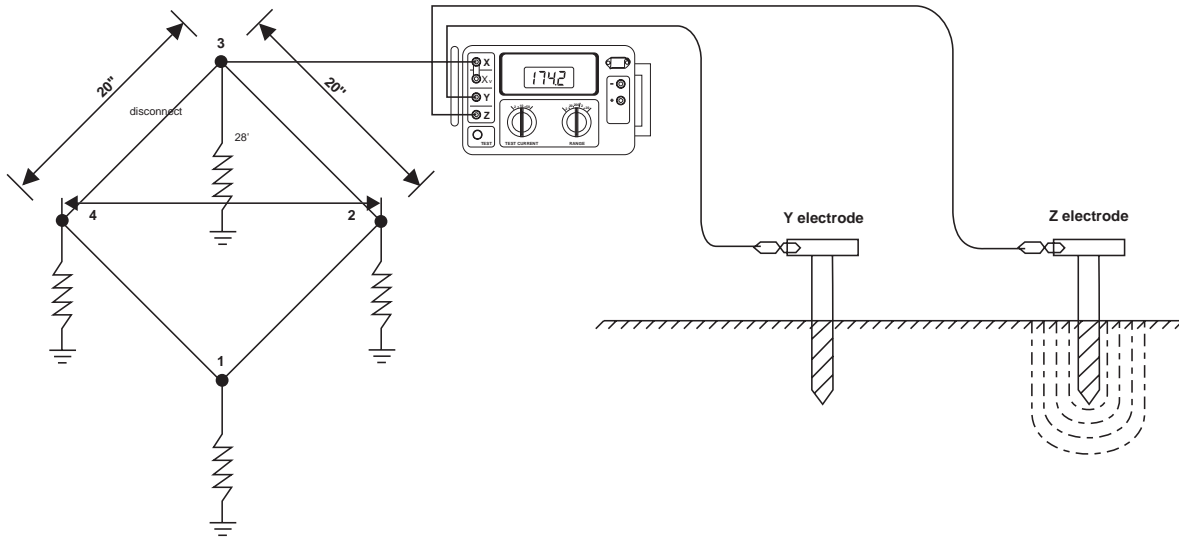 3
20"
20"
disconnect
28'
4
2
1
X
Xv
Y
Z
TEST
174.2
TEST CURRENT
RANGE
-
+
Y electrode
Z electrode